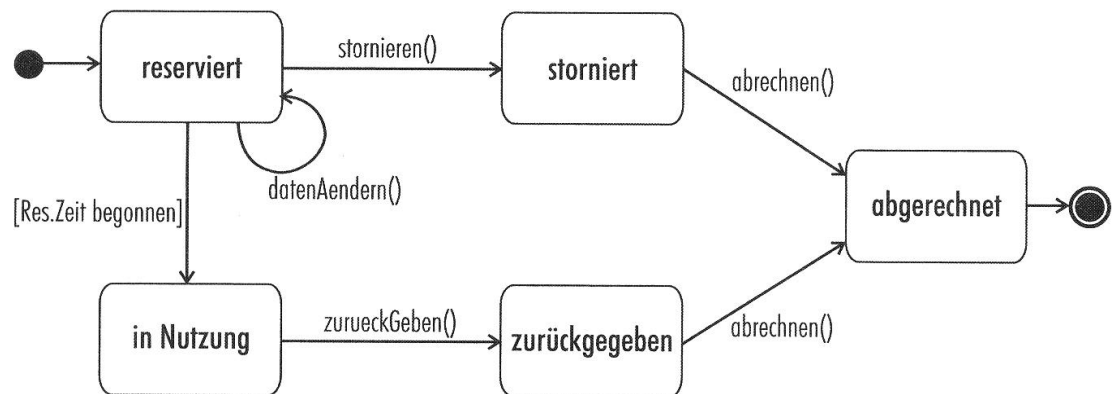 reserviert
stornieren()
storniert
abrechnen()
datenAendern()
[Res.Zeit begonnen]
abgerechnet
in Nutzung
zurueckGeben()
zurückgegeben
abrechnen()